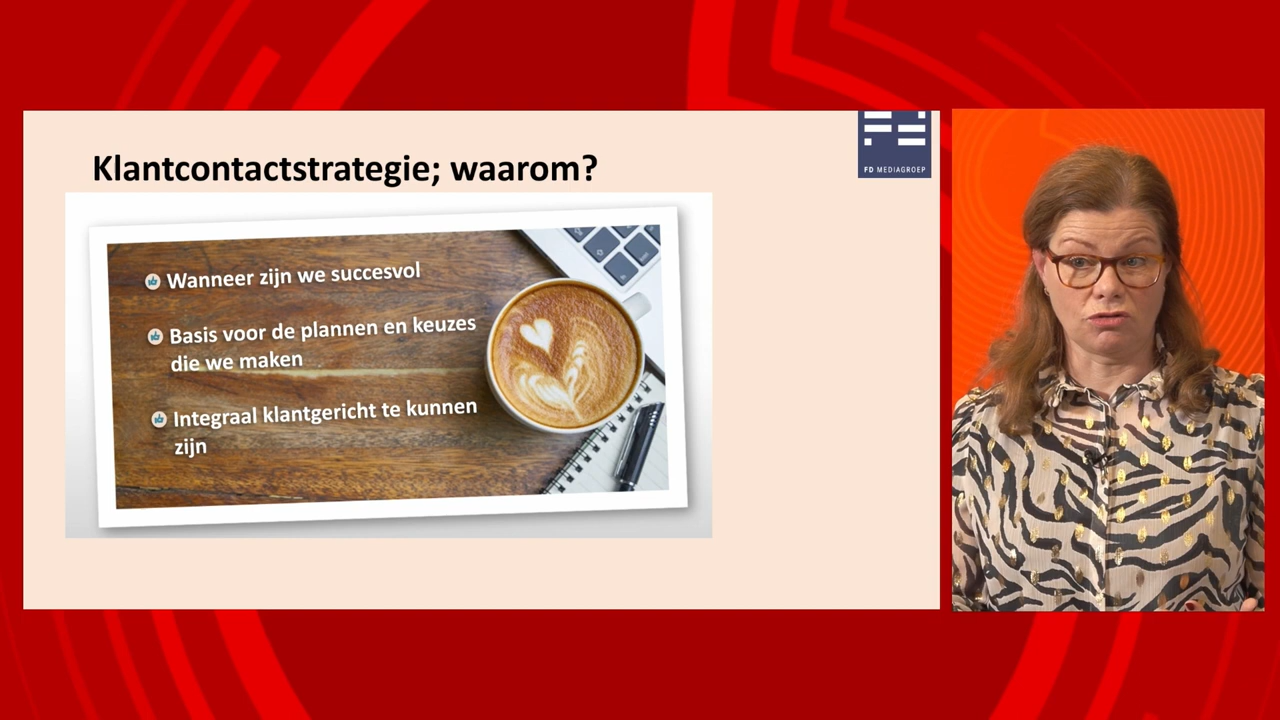 Klantcontactstrategie; waarom?
FD MEDIAGROEP
Wanneer zijn we succesvol
Basis voor de plannen en keuzes
die we maken
Integraal klantgericht te kunnen
zijn